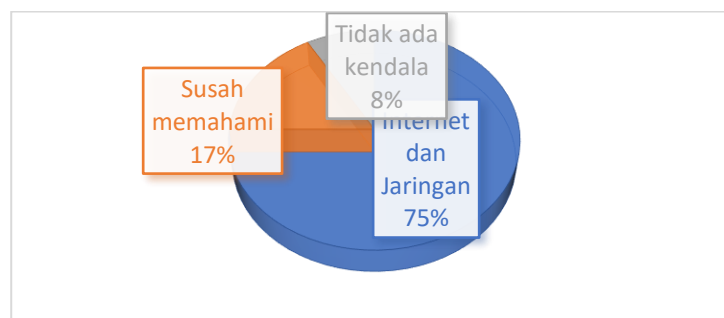 Tidak ada
kendala
8%
Susah
memahami
17%
Internet
dan
Jaringan
75%